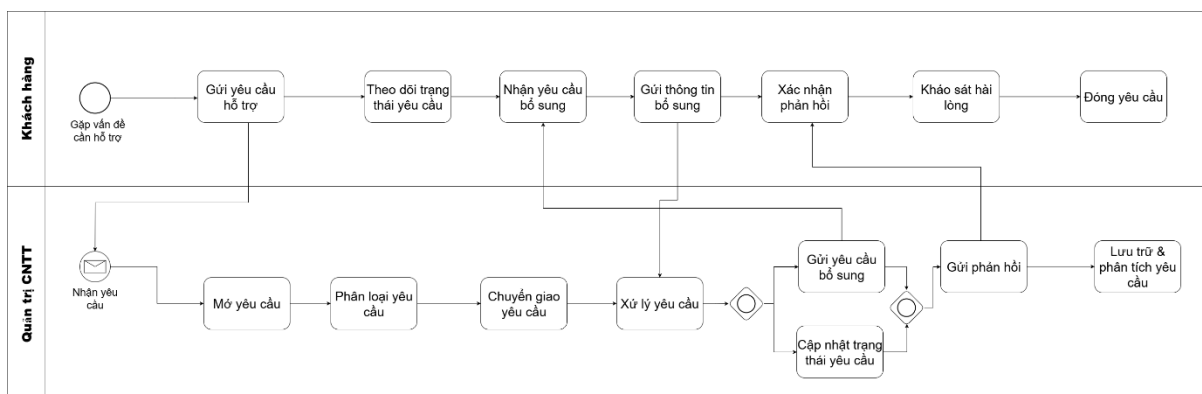 Khách hàng
Gặp vấn đề
cần hỗ trợ
Gửi yêu cầu
hỗ trợ
Theo dõi trạng
thái yêu cầu
Nhận yêu cầu
bổ sung
Gửi thông tin
bổ sung
Xác nhận
phản hồi
Khảo sát hài
lòng
Đóng yêu cầu
Quản trị CNTT
Nhận yêu
cầu
Mở yêu cầu
Phân loại yêu
cầu
Chuyển giao
yêu cầu
Xử lý yêu cầu
Gửi yêu cầu
bổ sung
Cập nhật trạng
thái yêu cầu
Gửi phản hồi
Lưu trữ &
phân tích yêu
cầu